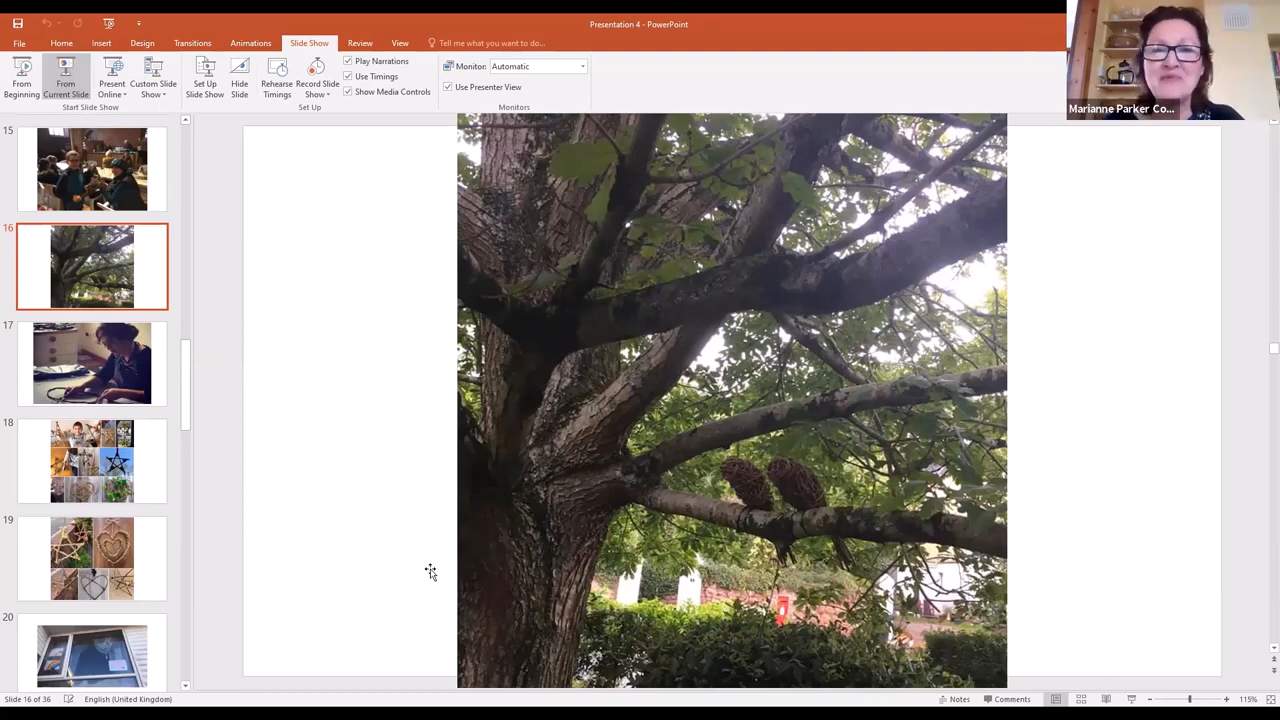 Presentation 4 - PowerPoint
File Home Insert Design Transitions Animations Slide Show Review View Tell me what you want to do...
From Beginning
From Current Slide
Present Online
Custom Slide Show
Start Slide Show
Set Up Slide Show
Hide Slide
Rehearse Timings
Record Slide Show
Play Narrations
Use Timings
Show Media Controls
Set Up
Monitor: Automatic
Use Presenter View
Monitors
Marianne Parker Co...
15
16
17
18
19
20
Slide 16 of 36 English (United Kingdom) Notes Comments 115%